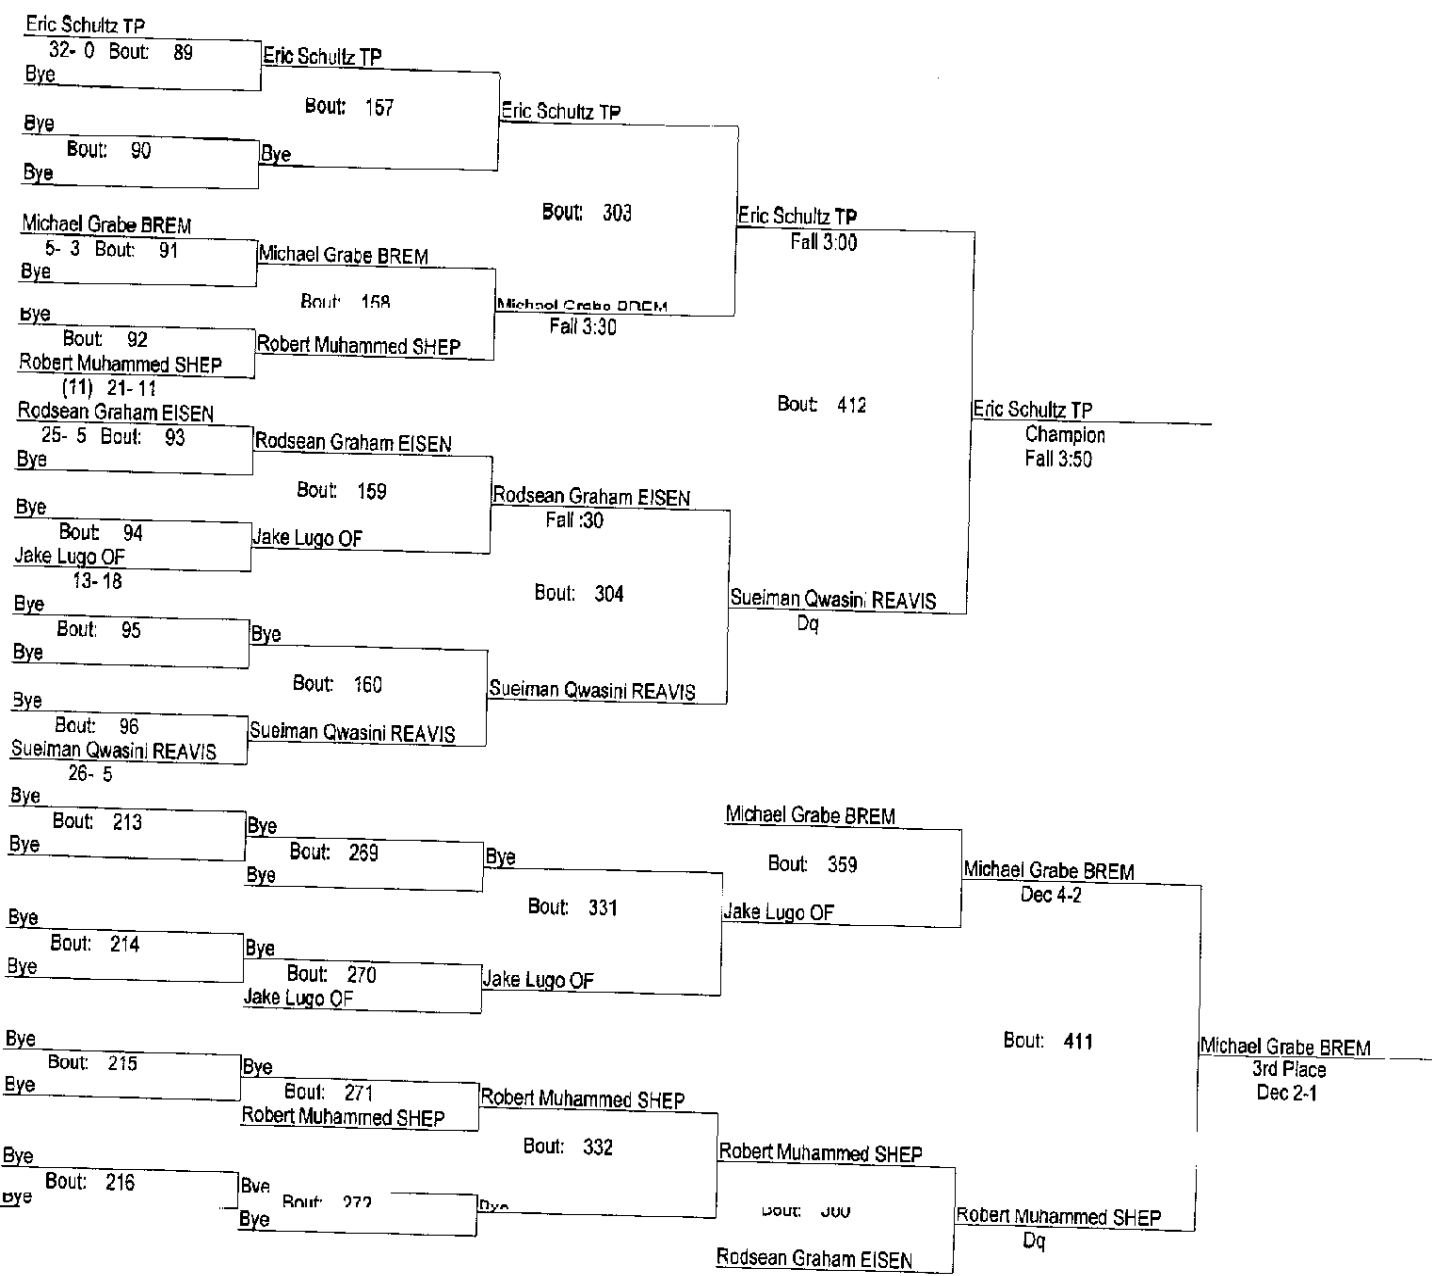 Eric Schultz TP
32- 0 Bout: 89
Bye
Eric Schultz TP
Bout: 157
Bye
Bout: 90
Bye
Bye
Eric Schultz TP
Bout: 303
Michael Grabe BREM
5- 3 Bout: 91
Bye
Michael Grabe BREM
Bout: 158
Bye
Bout: 92
Robert Muhammed SHEP
(11) 21- 11
Robert Muhammed SHEP
Michael Grabe BREM
Fall 3:30
Eric Schultz TP
Fall 3:00
Bout: 412
Rodsean Graham EISEN
25- 5 Bout: 93
Bye
Rodsean Graham EISEN
Bout: 159
Bye
Bout: 94
Jake Lugo OF
13- 18
Jake Lugo OF
Rodsean Graham EISEN
Fall :30
Bout: 304
Bye
Bout: 95
Bye
Bye
Bout: 160
Bye
Bout: 96
Sueiman Qwasini REAVIS
26- 5
Sueiman Qwasini REAVIS
Sueiman Qwasini REAVIS
Sueiman Qwasini REAVIS
Dq
Eric Schultz TP
Champion
Fall 3:50
Bye
Bout: 213
Bye
Bye
Bout: 269
Bye
Bye
Bout: 331
Bye
Bout: 214
Bye
Bye
Bout: 270
Jake Lugo OF
Jake Lugo OF
Michael Grabe BREM
Bout: 359
Jake Lugo OF
Michael Grabe BREM
Dec 4-2
Bout: 411
Bye
Bout: 215
Bye
Bye
Bout: 271
Robert Muhammed SHEP
Robert Muhammed SHEP
Bout: 332
Bye
Bout: 216
Bye
Bye
Bout: 272
Bye
Bye
Robert Muhammed SHEP
Bout:
Rodsean Graham EISEN
Robert Muhammed SHEP
Dq
Michael Grabe BREM
3rd Place
Dec 2-1